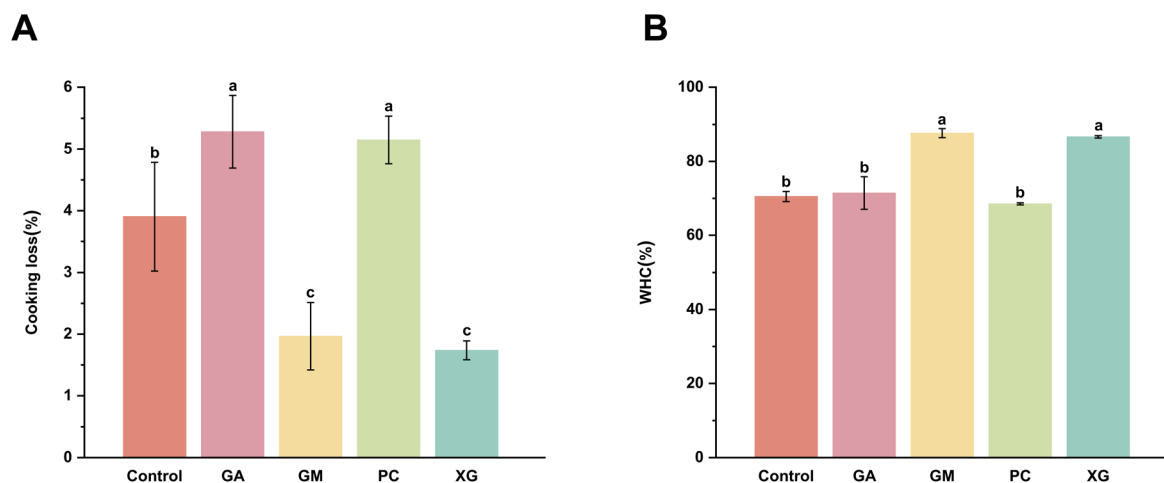 A
6
5
4
3
2
1
0
Cooking loss(%)
b
a
c
a
c
Control GA GM PC XG
B
100
80
60
40
20
0
WHC(%)
b
b
a
b
a
Control GA GM PC XG